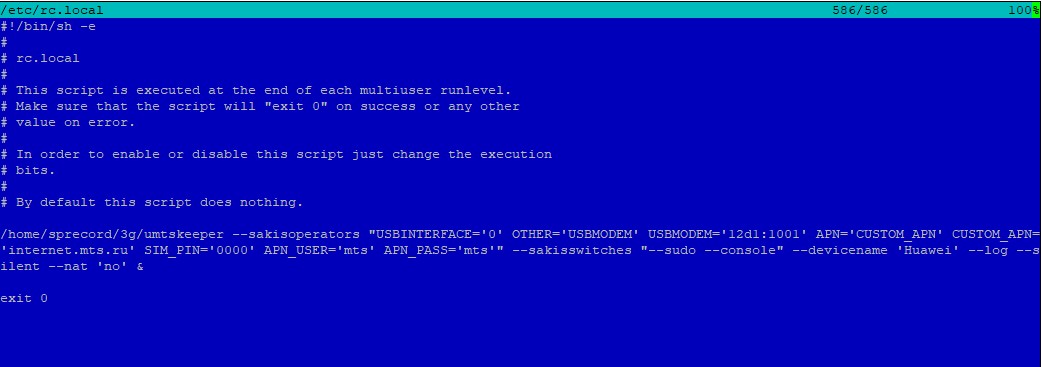 /etc/rc.local 586/586 100%
#!/bin/sh -e
#
# rc.local
#
# This script is executed at the end of each multiuser runlevel.
# Make sure that the script will "exit 0" on success or any other
# value on error.
#
# In order to enable or disable this script just change the execution
# bits.
#
# By default this script does nothing.
/home/sprecord/3g/umtskeeper --sakisoperators "USBINTERFACE='0' OTHER='USBMODEM' USBMODEM='12d1:1001' APN='CUSTOM_APN' CUSTOM_APN=
'internet.mts.ru' SIM_PIN='0000' APN_USER='mts' APN_PASS='mts'" --sakisswitches "--sudo --console" --devicename 'Huawei' --log --s
ilent --nat 'no' &
exit 0